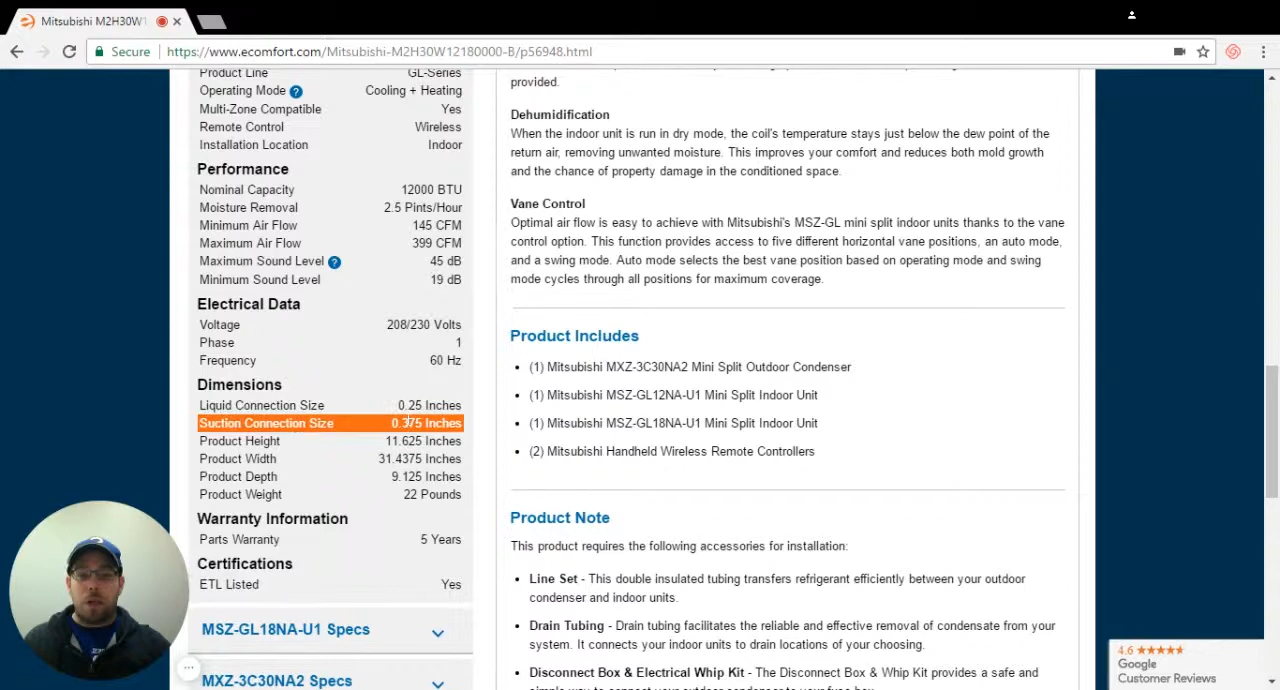 Mitsubishi M2H30W1
Secure https://www.ecomfort.com/Mitsubishi-M2H30W12180000-B/p56948.html
Product Line GL-Series
Operating Mode ? Cooling + Heating
Multi-Zone Compatible Yes
Remote Control Wireless
Installation Location Indoor
Performance
Nominal Capacity 12000 BTU
Moisture Removal 2.5 Pints/Hour
Minimum Air Flow 145 CFM
Maximum Air Flow 399 CFM
Maximum Sound Level ? 45 dB
Minimum Sound Level 19 dB
Electrical Data
Voltage 208/230 Volts
Phase 1
Frequency 60 Hz
Dimensions
Liquid Connection Size 0.25 Inches
Suction Connection Size 0.375 Inches
Product Height 11.625 Inches
Product Width 31.4375 Inches
Product Depth 9.125 Inches
Product Weight 22 Pounds
Warranty Information
Parts Warranty 5 Years
Certifications
ETL Listed Yes
MSZ-GL18NA-U1 Specs
MXZ-3C30NA2 Specs
provided.
Dehumidification
When the indoor unit is run in dry mode, the coil's temperature stays just below the dew point of the
return air, removing unwanted moisture. This improves your comfort and reduces both mold growth
and the chance of property damage in the conditioned space.
Vane Control
Optimal air flow is easy to achieve with Mitsubishi's MSZ-GL mini split indoor units thanks to the vane
control option. This function provides access to five different horizontal vane positions, an auto mode,
and a swing mode. Auto mode selects the best vane position based on operating mode and swing
mode cycles through all positions for maximum coverage.
Product Includes
(1) Mitsubishi MXZ-3C30NA2 Mini Split Outdoor Condenser
(1) Mitsubishi MSZ-GL12NA-U1 Mini Split Indoor Unit
(1) Mitsubishi MSZ-GL18NA-U1 Mini Split Indoor Unit
(2) Mitsubishi Handheld Wireless Remote Controllers
Product Note
This product requires the following accessories for installation:
Line Set - This double insulated tubing transfers refrigerant efficiently between your outdoor
condenser and indoor units.
Drain Tubing - Drain tubing facilitates the reliable and effective removal of condensate from your
system. It connects your indoor units to drain locations of your choosing.
Disconnect Box & Electrical Whip Kit - The Disconnect Box & Whip Kit provides a safe and
simple way to connect your outdoor condenser to your fuse box.
4.6
Google
Customer Reviews